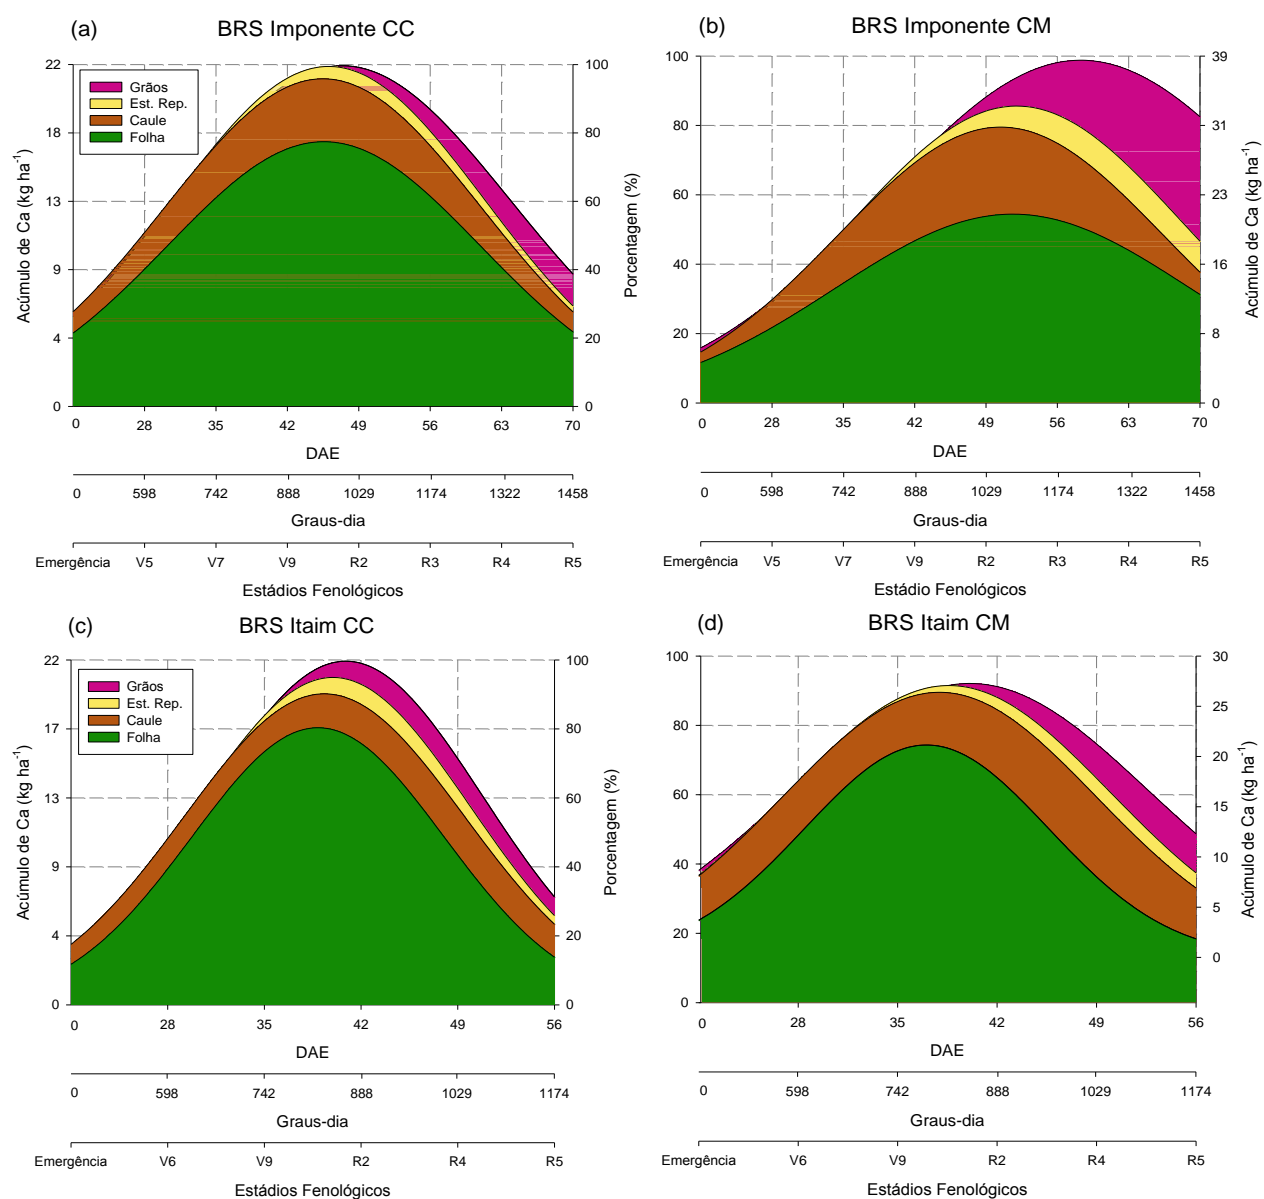 (a) BRS Imponente CC
22
18
13
9
4
0
Acúmulo de Ca (kg ha-1)
Grãos
Est. Rep.
Caule
Folha
100
80
60
40
20
0
Porcentagem (%)
0 28 35 42 49 56 63 70
DAE
0 598 742 888 1029 1174 1322 1458
Graus-dia
Emergência V5 V7 V9 R2 R3 R4 R5
Estádios Fenológicos
(b) BRS Imponente CM
100
80
60
40
20
0
39
31
23
16
8
0
Acúmulo de Ca (kg ha-1)
0 28 35 42 49 56 63 70
DAE
0 598 742 888 1029 1174 1322 1458
Graus-dia
Emergência V5 V7 V9 R2 R3 R4 R5
Estádio Fenológicos
(c) BRS Itaim CC
22
17
13
9
4
0
Acúmulo de Ca (kg ha-1)
Grãos
Est. Rep.
Caule
Folha
100
80
60
40
20
0
Porcentagem (%)
0 28 35 42 49 56
DAE
0 598 742 888 1029 1174
Graus-dia
Emergência V6 V9 R2 R4 R5
Estádios Fenológicos
(d) BRS Itaim CM
100
80
60
40
20
0
30
25
20
15
10
5
0
Acúmulo de Ca (kg ha-1)
0 28 35 42 49 56
DAE
0 598 742 888 1029 1174
Graus-dia
Emergência V6 V9 R2 R4 R5
Estádios Fenológicos